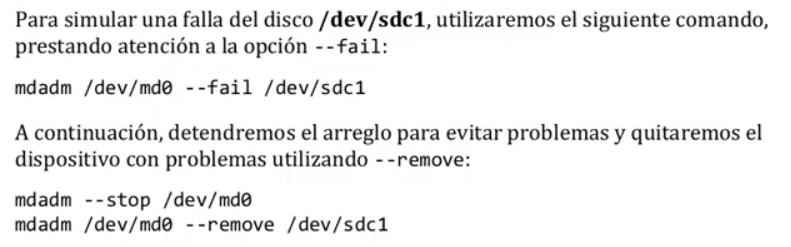 Para simular una falla del disco /dev/sdc1, utilizaremos el siguiente comando,
prestando atención a la opción --fail:
mdadm /dev/md0 --fail /dev/sdc1
A continuación, detendremos el arreglo para evitar problemas y quitaremos el
dispositivo con problemas utilizando --remove:
mdadm --stop /dev/md0
mdadm /dev/md0 --remove /dev/sdc1